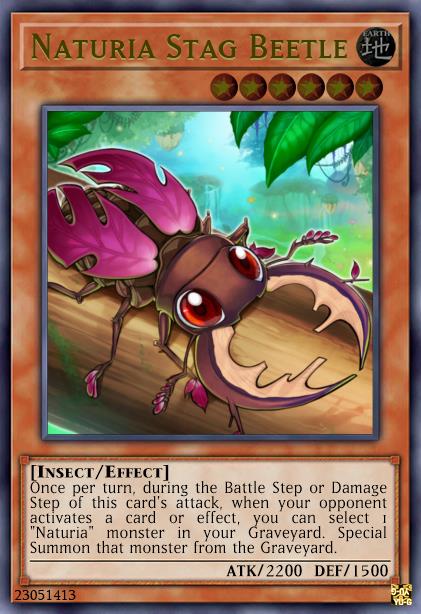 NATURIA STAG BEETLE
EARTH
地
[INSECT/EFFECT]
Once per turn, during the Battle Step or Damage
Step of this card's attack, when your opponent
activates a card or effect, you can select 1
"Naturia" monster in your Graveyard. Special
Summon that monster from the Graveyard.
ATK/2200 DEF/1500
23051413